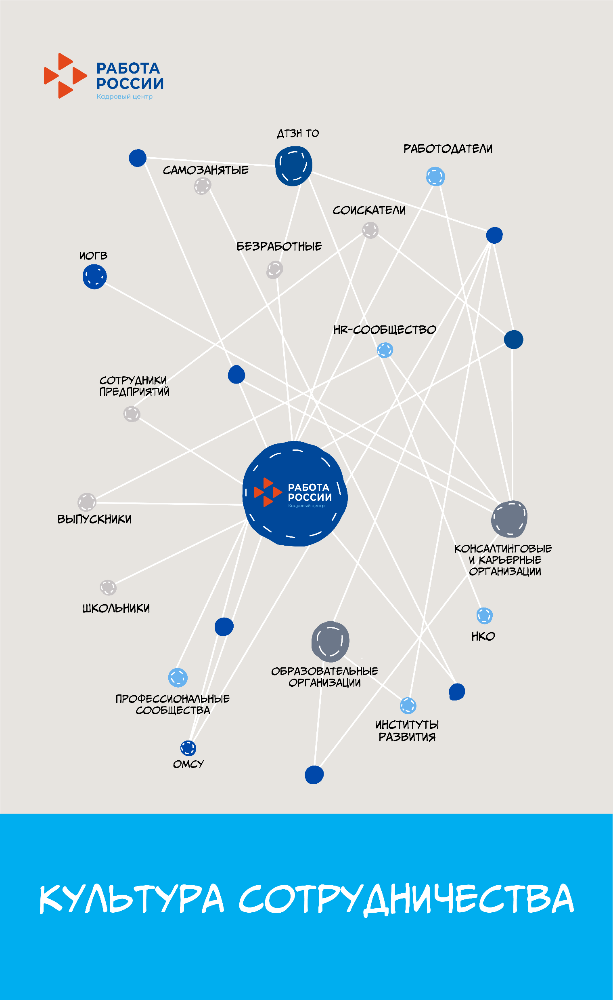 РАБОТА
РОССИИ
Кадровый центр
ДТЗН ТО
РАБОТОДАТЕЛИ
САМОЗАНЯТЫЕ
СОИСКАТЕЛИ
БЕЗРАБОТНЫЕ
ИОГВ
HR-СООБЩЕСТВО
СОТРУДНИКИ
ПРЕДПРИЯТИЙ
РАБОТА
РОССИИ
Кадровый центр
ВЫПУСКНИКИ
КОНСАЛТИНГОВЫЕ
И КАРЬЕРНЫЕ
ОРГАНИЗАЦИИ
ШКОЛЬНИКИ
НКО
ОБРАЗОВАТЕЛЬНЫЕ
ОРГАНИЗАЦИИ
ПРОФЕССИОНАЛЬНЫЕ
СООБЩЕСТВА
ИНСТИТУТЫ
РАЗВИТИЯ
ОМСУ
КУЛЬТУРА СОТРУДНИЧЕСТВА